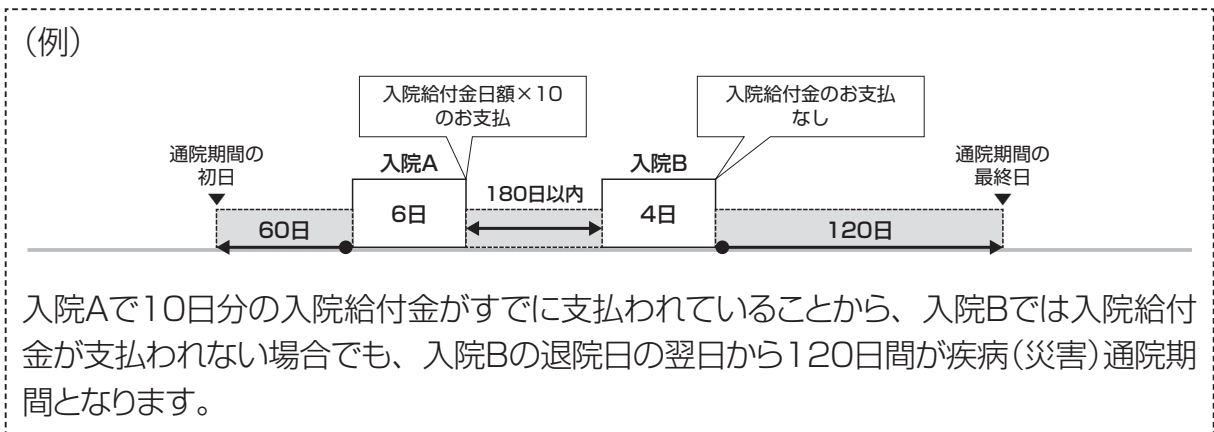 (例)
入院給付金日額×10
のお支払
入院給付金のお支払
なし
通院期間の
初日
入院A
入院B
通院期間の
最終日
60日
6日
180日以内
4日
120日
入院Aで10日分の入院給付金がすでに支払われていることから、入院Bでは入院給付
金が支払われない場合でも、入院Bの退院日の翌日から120日間が疾病(災害)通院期
間となります。